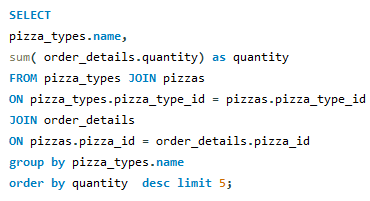 SELECT
pizza_types.name,
sum( order_details.quantity) as quantity
FROM pizza_types JOIN pizzas
ON pizza_types.pizza_type_id = pizzas.pizza_type_id
JOIN order_details
ON pizzas.pizza_id = order_details.pizza_id
group by pizza_types.name
order by quantity  desc limit 5;